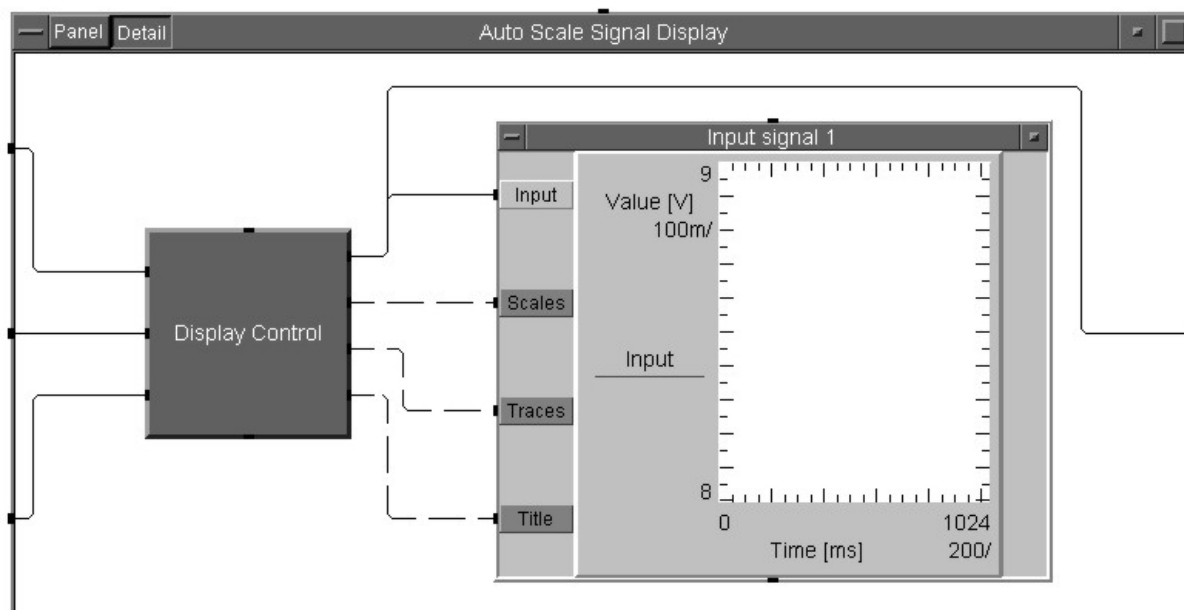 Panel Detail Auto Scale Signal Display
Input signal 1
Input
Scales
Traces
Title
Display Control
9
Value [V]
100m/
Input
8
0 1024
Time [ms] 200/